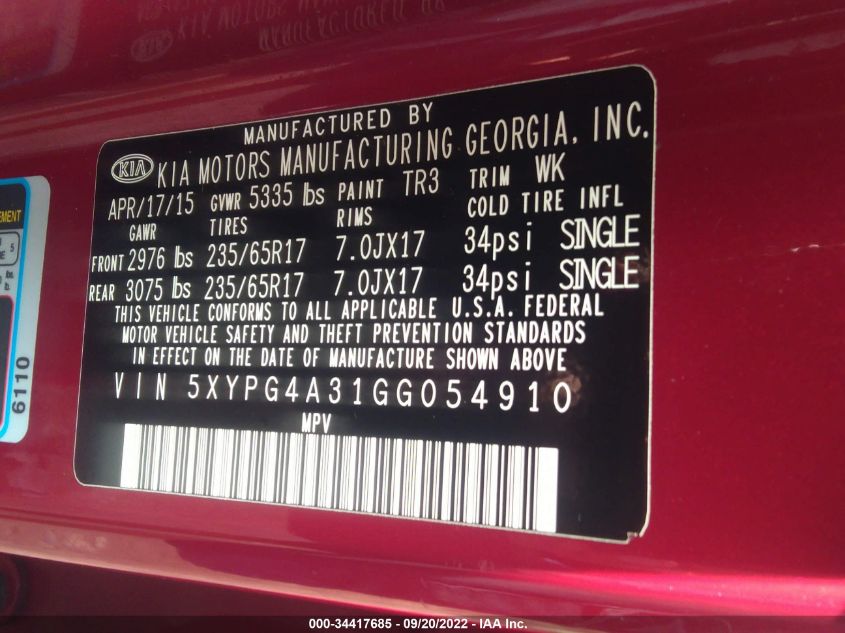 MANUFACTURED BY
KIA KIA MOTORS MANUFACTURING GEORGIA, INC.
APR/17/15 GVWR 5335 lbs PAINT TR3 TRIM WK
GAWR TIRES RIMS COLD TIRE INFL
FRONT 2976 lbs 235/65R17 7.0JX17 34psi SINGLE
REAR 3075 lbs 235/65R17 7.0JX17 34psi SINGLE
THIS VEHICLE CONFORMS TO ALL APPLICABLE U.S.A. FEDERAL
MOTOR VEHICLE SAFETY AND THEFT PREVENTION STANDARDS
IN EFFECT ON THE DATE OF MANUFACTURE SHOWN ABOVE
VIN 5XYPG4A31GG054910
MPV
6110
000-34417685 - 09/20/2022 - IAA Inc.